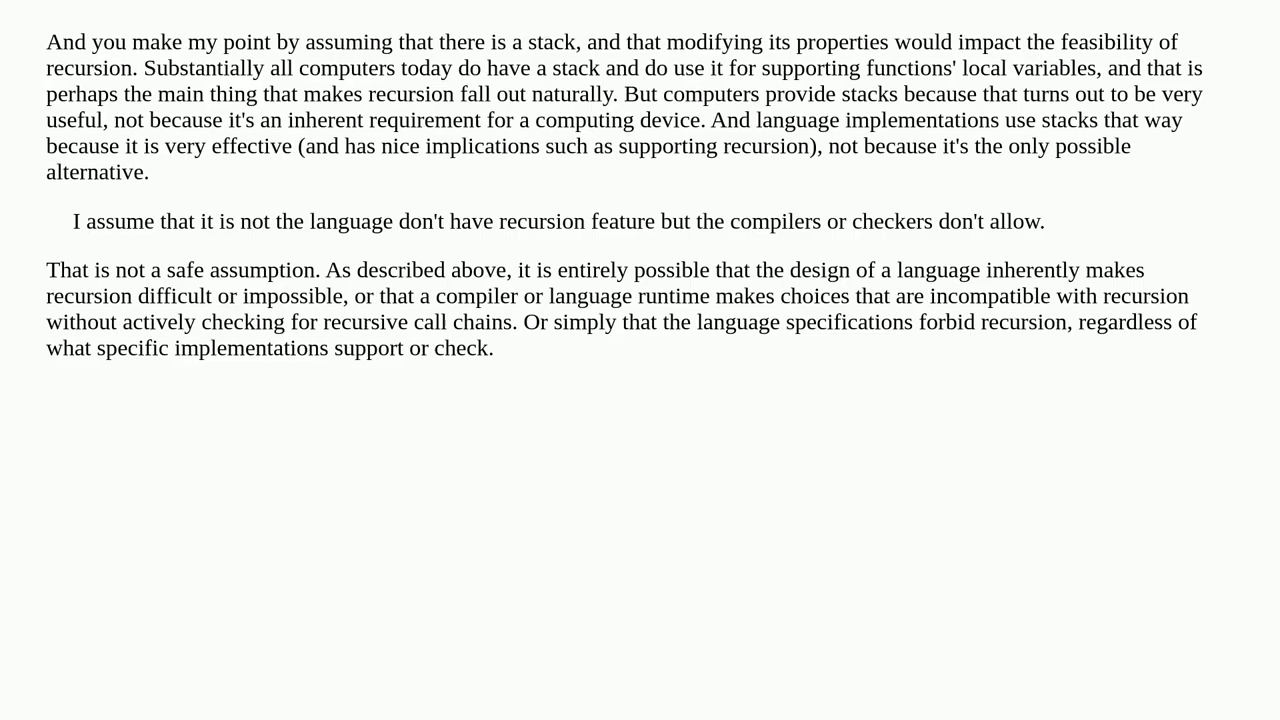 And you make my point by assuming that there is a stack, and that modifying its properties would impact the feasibility of
recursion. Substantially all computers today do have a stack and do use it for supporting functions' local variables, and that is
perhaps the main thing that makes recursion fall out naturally. But computers provide stacks because that turns out to be very
useful, not because it's an inherent requirement for a computing device. And language implementations use stacks that way
because it is very effective (and has nice implications such as supporting recursion), not because it's the only possible
alternative.
I assume that it is not the language don't have recursion feature but the compilers or checkers don't allow.
That is not a safe assumption. As described above, it is entirely possible that the design of a language inherently makes
recursion difficult or impossible, or that a compiler or language runtime makes choices that are incompatible with recursion
without actively checking for recursive call chains. Or simply that the language specifications forbid recursion, regardless of
what specific implementations support or check.